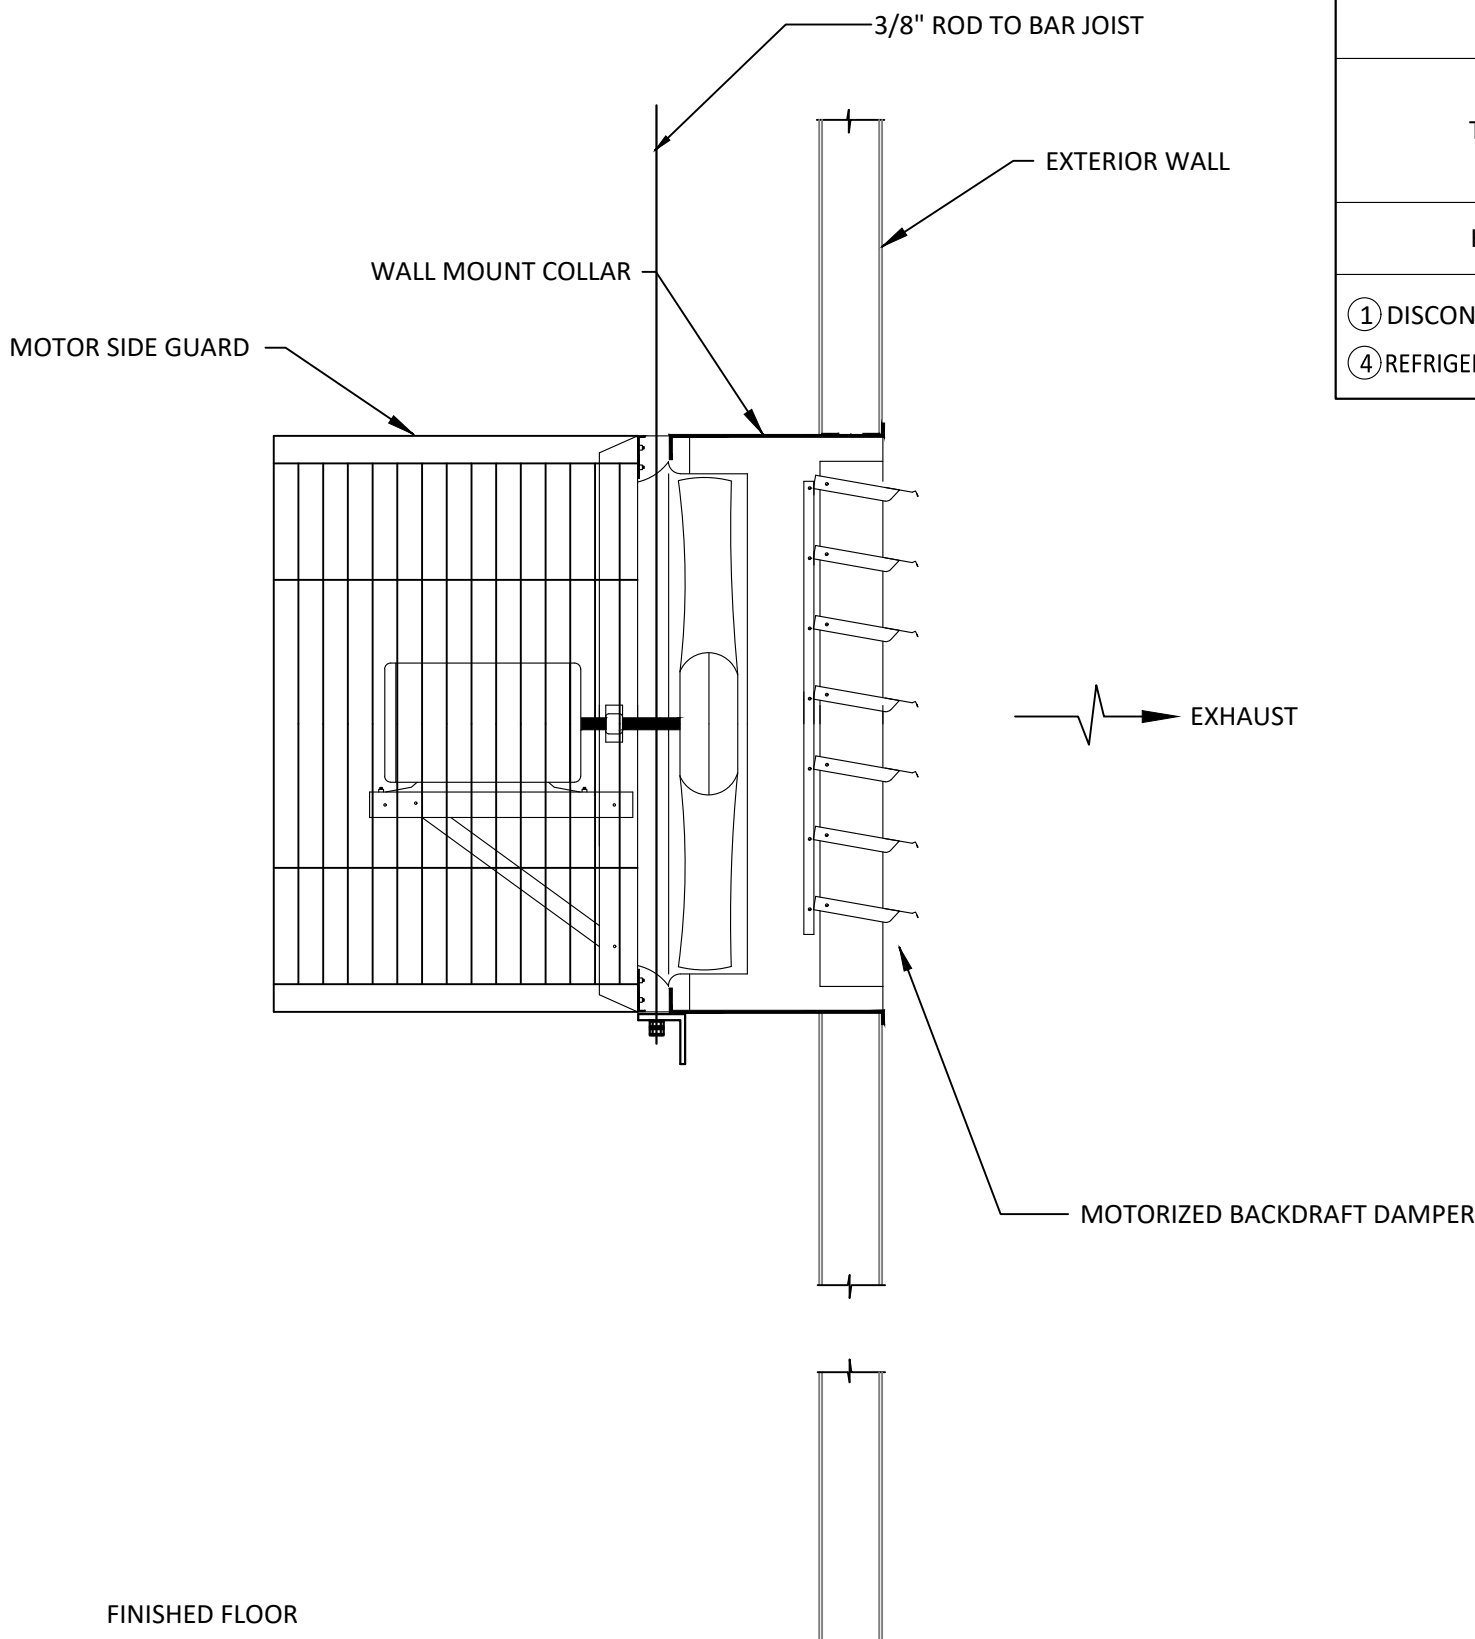 3/8" ROD TO BAR JOIST
EXTERIOR WALL
WALL MOUNT COLLAR
MOTOR SIDE GUARD
1 DISCON
4 REFRIGE
EXHAUST
MOTORIZED BACKDRAFT DAMPER
FINISHED FLOOR